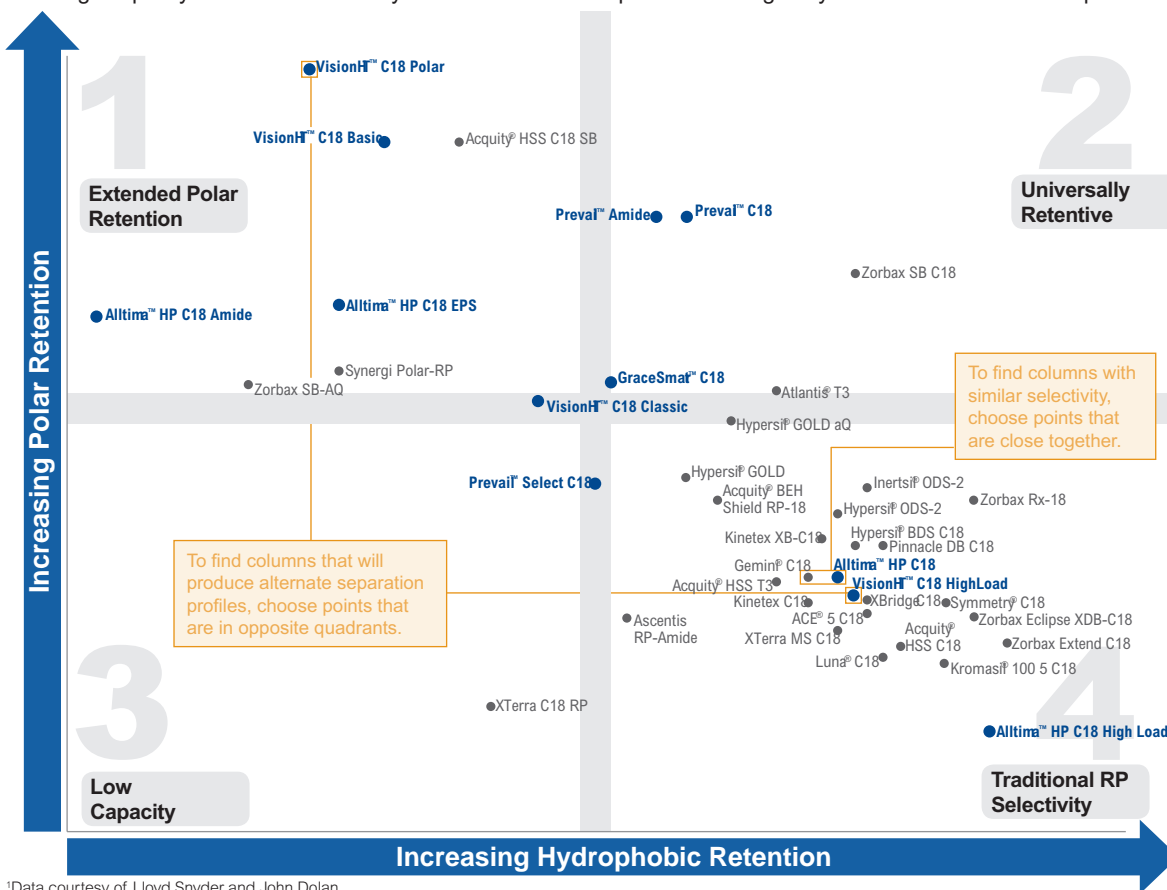 1
2
VisionHT™ C18 Polar
VisionHT™ C18 Basic
Acquity® HSS C18 SB
Extended Polar
Retention
Universally
Retentive
Prevail™ Amide
Prevail™ C18
Zorbax SB C18
Alltima™ HP C18 Amide
Alltima™ HP C18 EPS
Synergi Polar-RP
Zorbax SB-AQ
GraceSmart™ C18
Atlantis® T3
To find columns with
similar selectivity,
choose points that
are close together.
VisionHT™ C18 Classic
Hypersil® GOLD aQ
Prevail™ Select C18
Hypersil® GOLD
Acquity® BEH
Shield RP-18
Inertsil® ODS-2
Zorbax Rx-18
Hypersil® ODS-2
Kinetex XB-C18
Hypersil® BDS C18
Pinnacle DB C18
To find columns that will
produce alternate separation
profiles, choose points that
are in opposite quadrants.
Gemini® C18
Alltima™ HP C18
Acquity® HSS T3
VisionHT™ C18 HighLoad
Kinetex C18
XBridge C18
Symmetry® C18
ACE® 5 C18
Zorbax Eclipse XDB-C18
Ascentis
RP-Amide
XTerra MS C18
Acquity®
HSS C18
Zorbax Extend C18
Luna® C18
Kromasil® 100 5 C18
XTerra C18 RP
3
4
Alltima™ HP C18 High Load
Low
Capacity
Traditional RP
Selectivity
Increasing Polar Retention
Increasing Hydrophobic Retention
¹Data courtesy of Lloyd Snyder and John Dolan